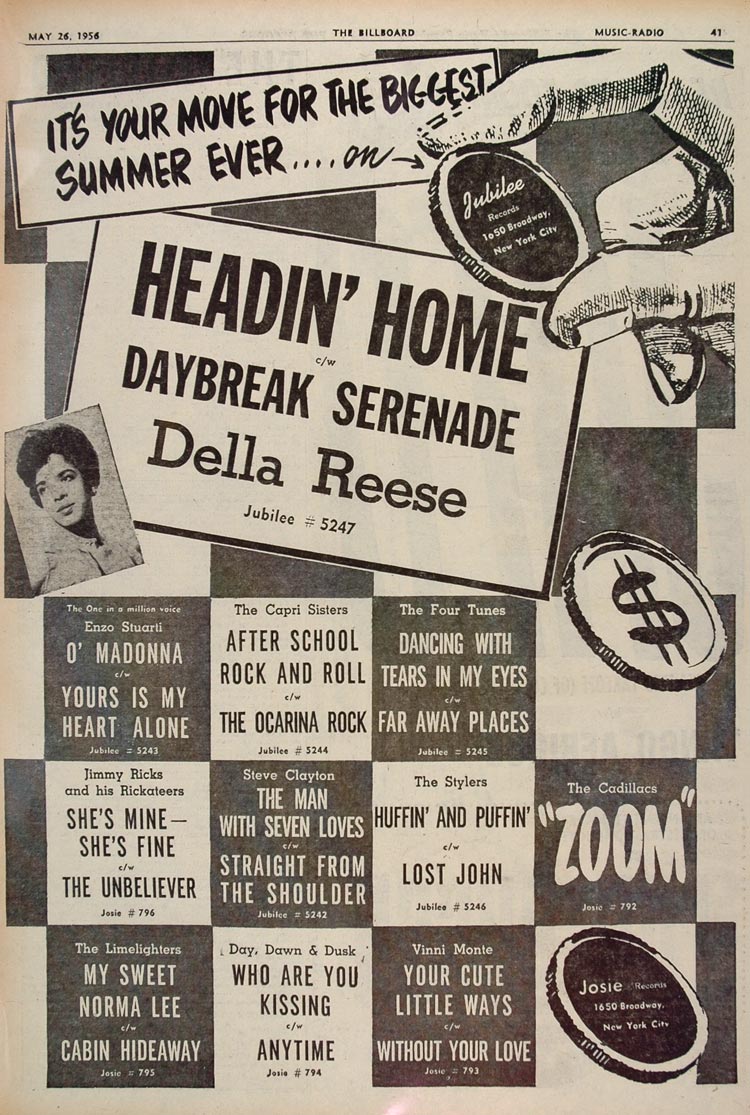 MAY 26, 1956
THE BILLBOARD
MUSIC-RADIO
41
IT'S YOUR MOVE FOR THE BIGGEST
SUMMER EVER....on
Jubilee
Records
1650 Broadway,
New York City
HEADIN' HOME
c/w
DAYBREAK SERENADE
Della Reese
Jubilee # 5247
$
The One in a million voice
Enzo Stuarti
O' MADONNA
c/w
YOURS IS MY
HEART ALONE
Jubilee # 5243
The Capri Sisters
AFTER SCHOOL
ROCK AND ROLL
c/w
THE OCARINA ROCK
Jubilee # 5244
The Four Tunes
DANCING WITH
TEARS IN MY EYES
c/w
FAR AWAY PLACES
Jubilee # 5245
Jimmy Ricks
and his Rickateers
SHE'S MINE—
SHE'S FINE
c/w
THE UNBELIEVER
Josie # 796
Steve Clayton
THE MAN
WITH SEVEN LOVES
c/w
STRAIGHT FROM
THE SHOULDER
Jubilee # 5242
The Stylers
HUFFIN' AND PUFFIN'
c/w
LOST JOHN
Jubilee # 5246
The Cadillacs
"ZOOM"
Josie # 792
The Limelighters
MY SWEET
NORMA LEE
c/w
CABIN HIDEAWAY
Josie # 795
Day, Dawn & Dusk
WHO ARE YOU
KISSING
c/w
ANYTIME
Josie # 794
Vinni Monte
YOUR CUTE
LITTLE WAYS
c/w
WITHOUT YOUR LOVE
Josie # 793
Josie Records
1650 Broadway,
New York City